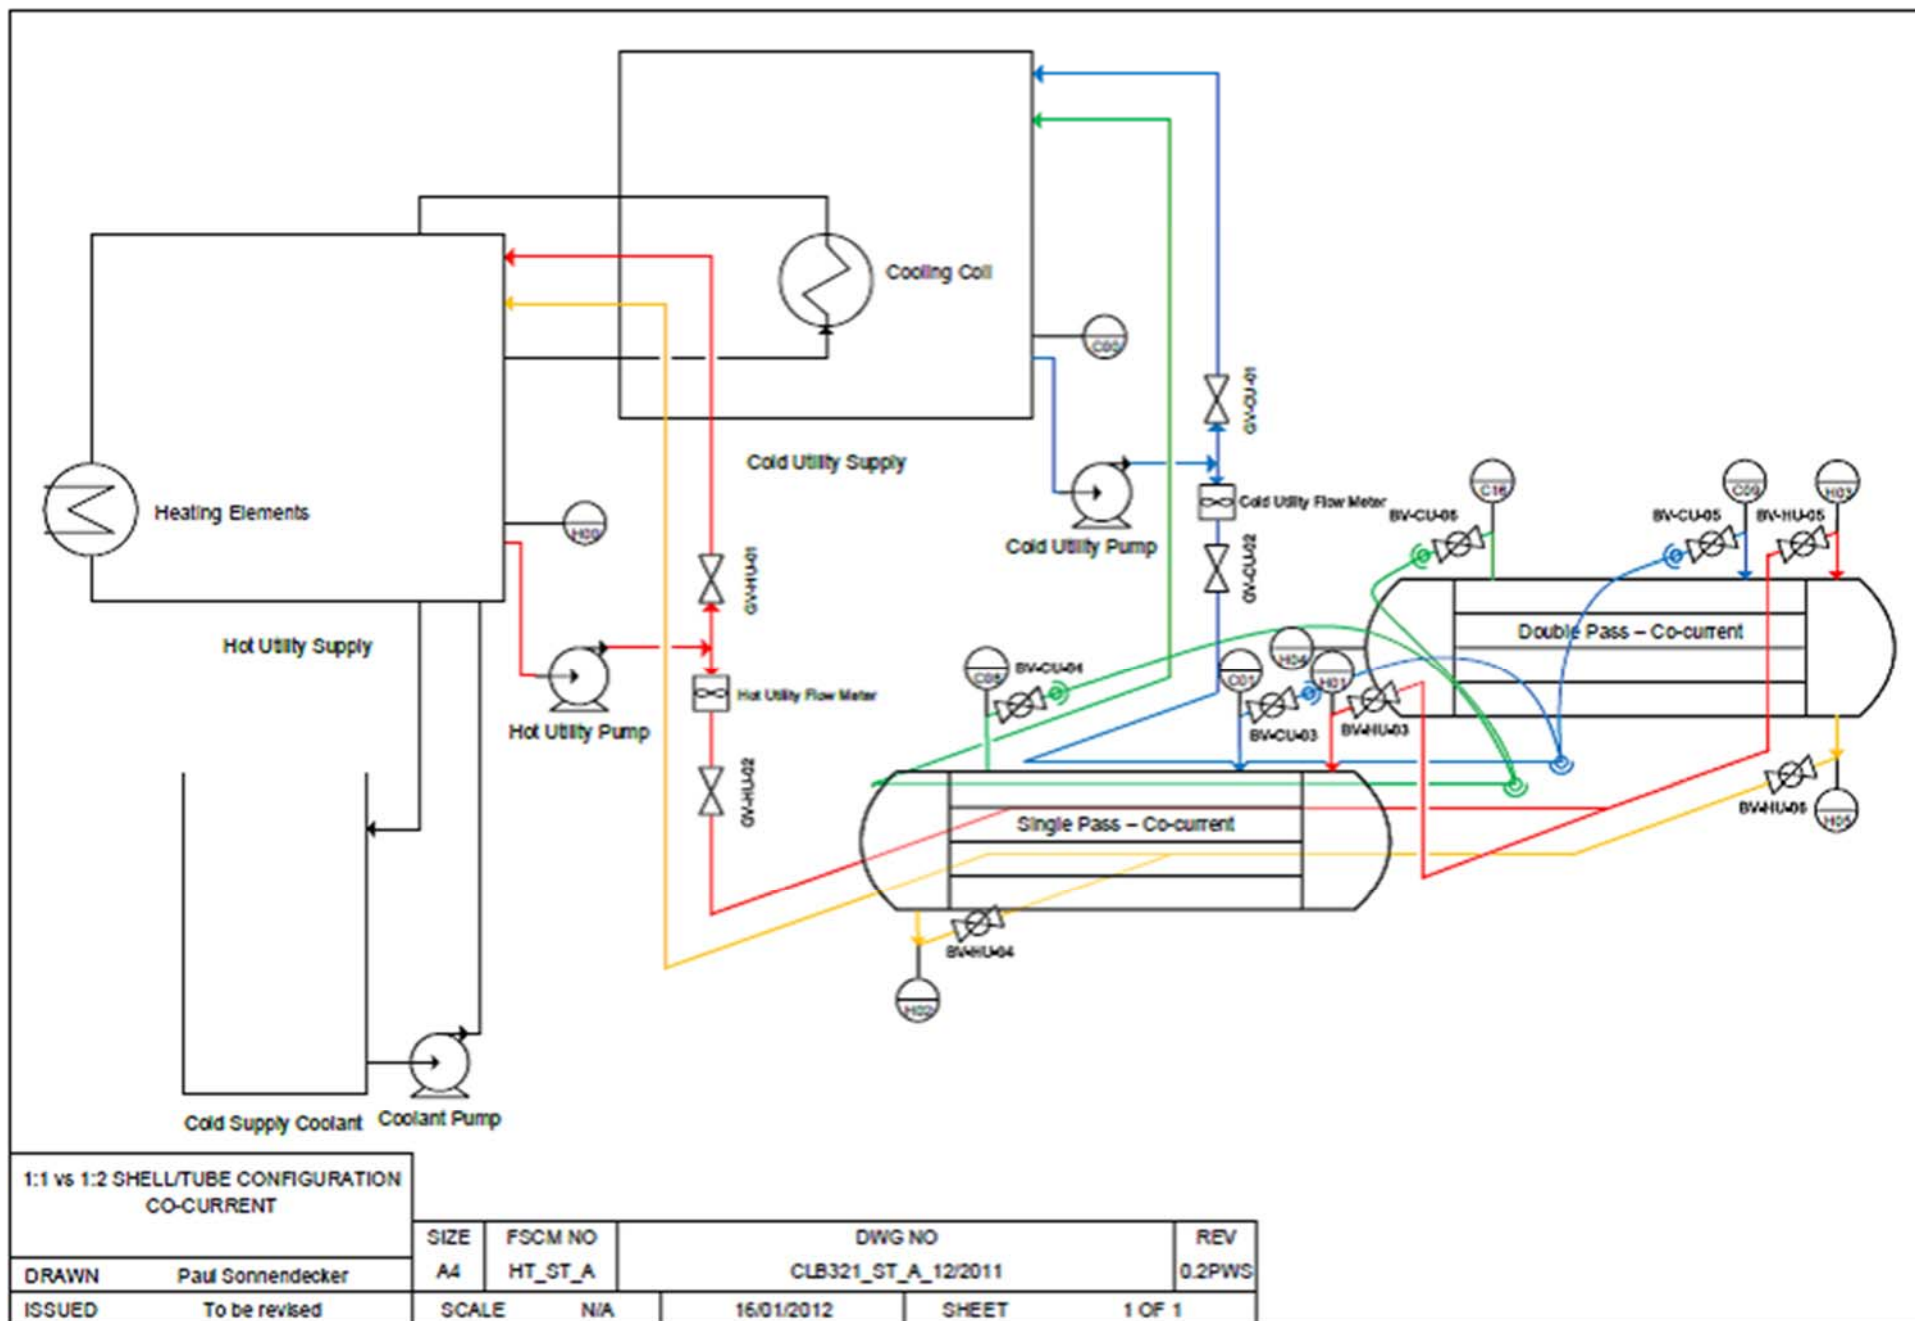 Cooling Coil
C00
GV-CU-01
Cold Utility Supply
Heating Elements
H00
Cold Utility Flow Meter
Cold Utility Pump
GV-CU-02
C16
C09
H03
BV-CU-06
BV-CU-05
BV-HU-05
GV-HU-01
Hot Utility Supply
Double Pass – Co-current
Hot Utility Flow Meter
Hot Utility Pump
GV-HU-02
C08
BV-CU-04
H04
C01
H01
BV-CU-03
BV-HU-03
BV-HU-06
H05
Single Pass – Co-current
BV-HU-04
H02
Cold Supply Coolant
Coolant Pump
1:1 vs 1:2 SHELL/TUBE CONFIGURATION
CO-CURRENT
SIZE FSCM NO DWG NO REV
DRAWN Paul Sonnendecker A4 HT_ST_A CLB321_ST_A_12/2011 0.2PWS
ISSUED To be revised SCALE N/A 16/01/2012 SHEET 1 OF 1